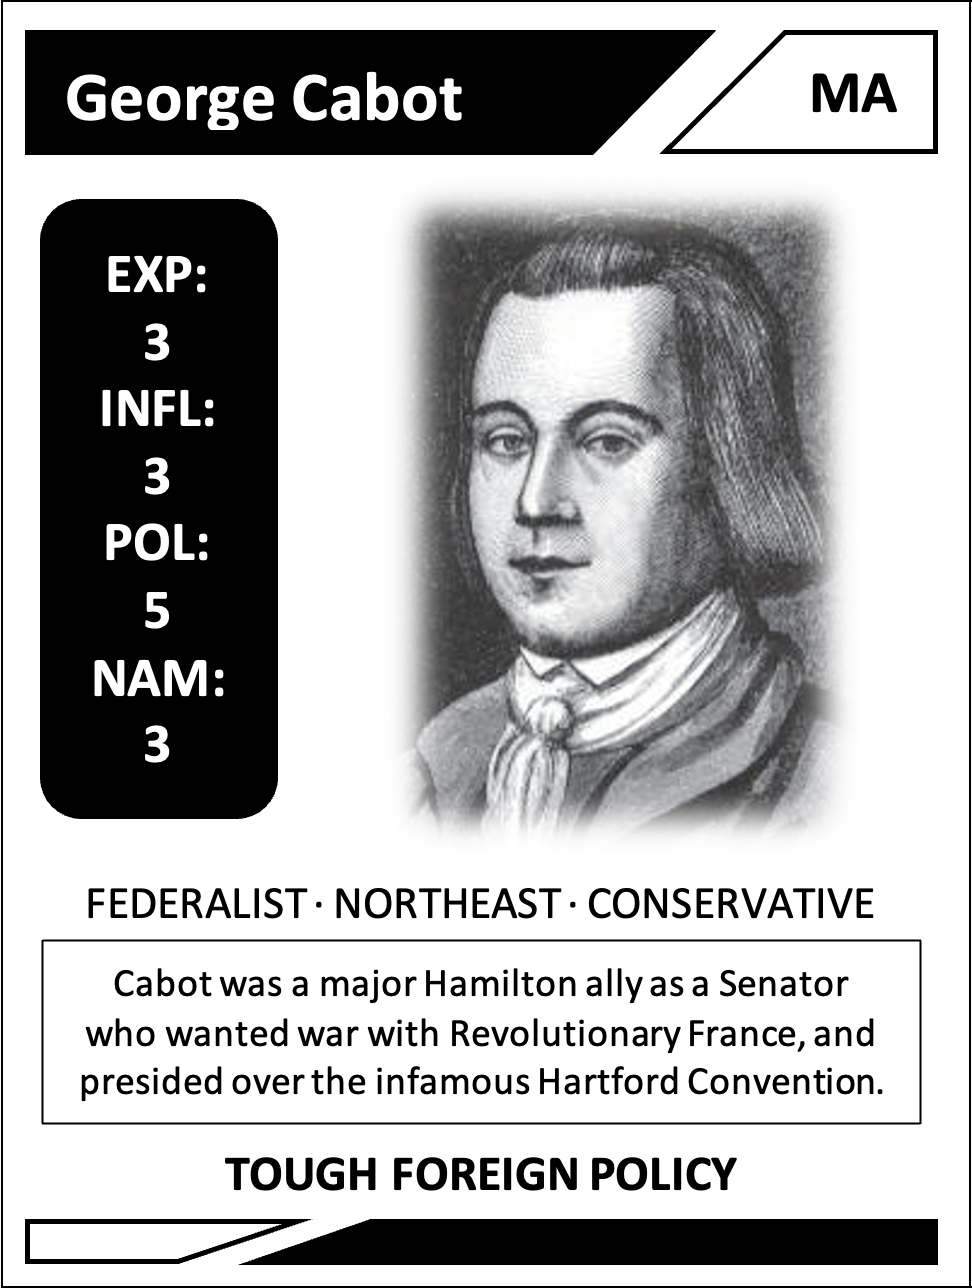 George Cabot
MA
EXP:
3
INFL:
3
POL:
5
NAM:
3
FEDERALIST · NORTHEAST · CONSERVATIVE
Cabot was a major Hamilton ally as a Senator
who wanted war with Revolutionary France, and
presided over the infamous Hartford Convention.
TOUGH FOREIGN POLICY